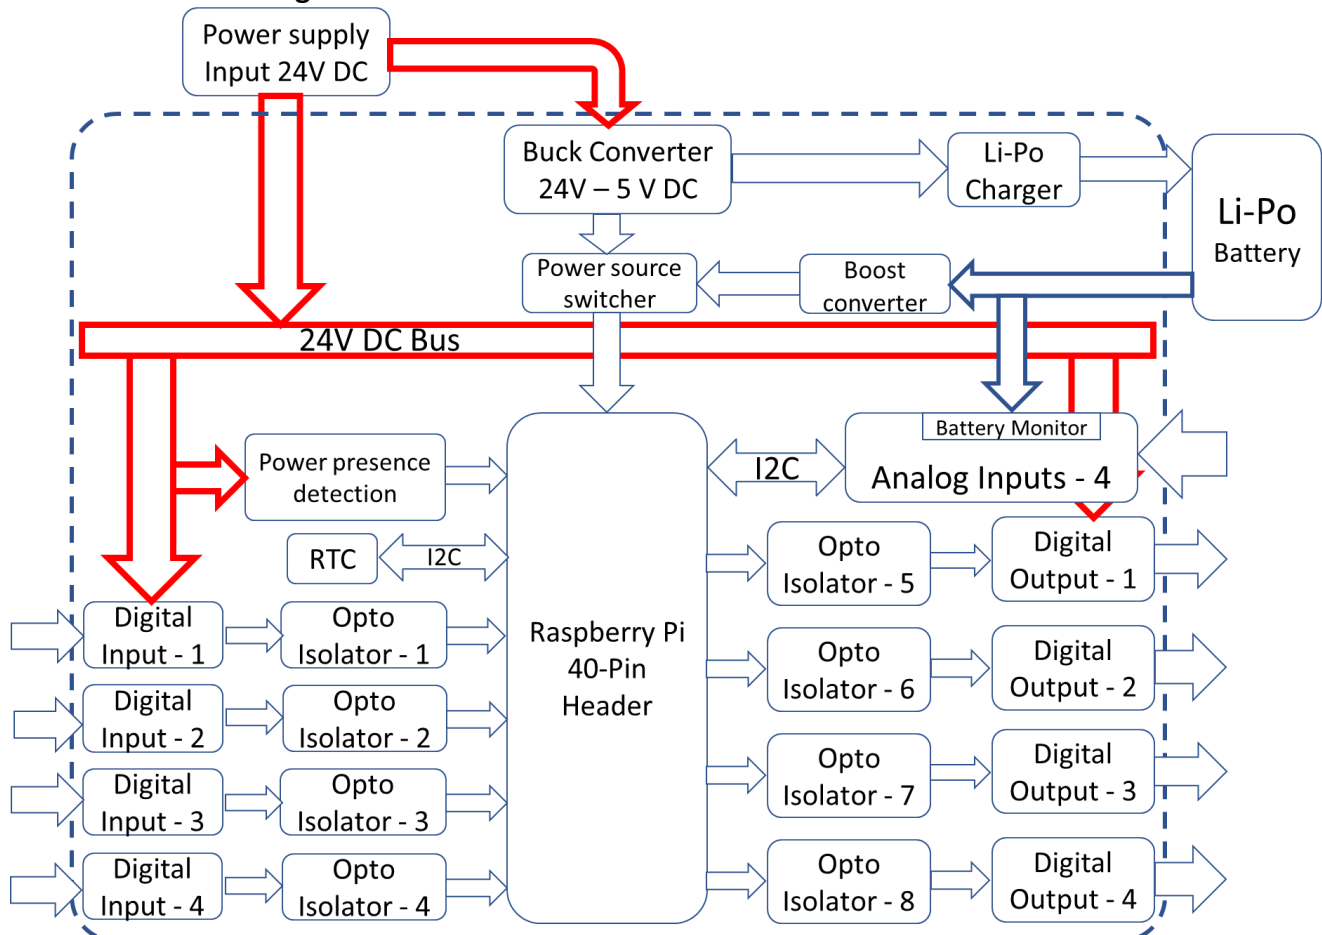 Power supply
Input 24V DC
Buck Converter
24V – 5 V DC
Li-Po
Charger
Li-Po
Battery
Power source
switcher
Boost
converter
24V DC Bus
Battery Monitor
Analog Inputs - 4
I2C
Power presence
detection
RTC
I2C
Raspberry Pi
40-Pin
Header
Digital
Input - 1
Opto
Isolator - 1
Digital
Input - 2
Opto
Isolator - 2
Digital
Input - 3
Opto
Isolator - 3
Digital
Input - 4
Opto
Isolator - 4
Opto
Isolator - 5
Digital
Output - 1
Opto
Isolator - 6
Digital
Output - 2
Opto
Isolator - 7
Digital
Output - 3
Opto
Isolator - 8
Digital
Output - 4